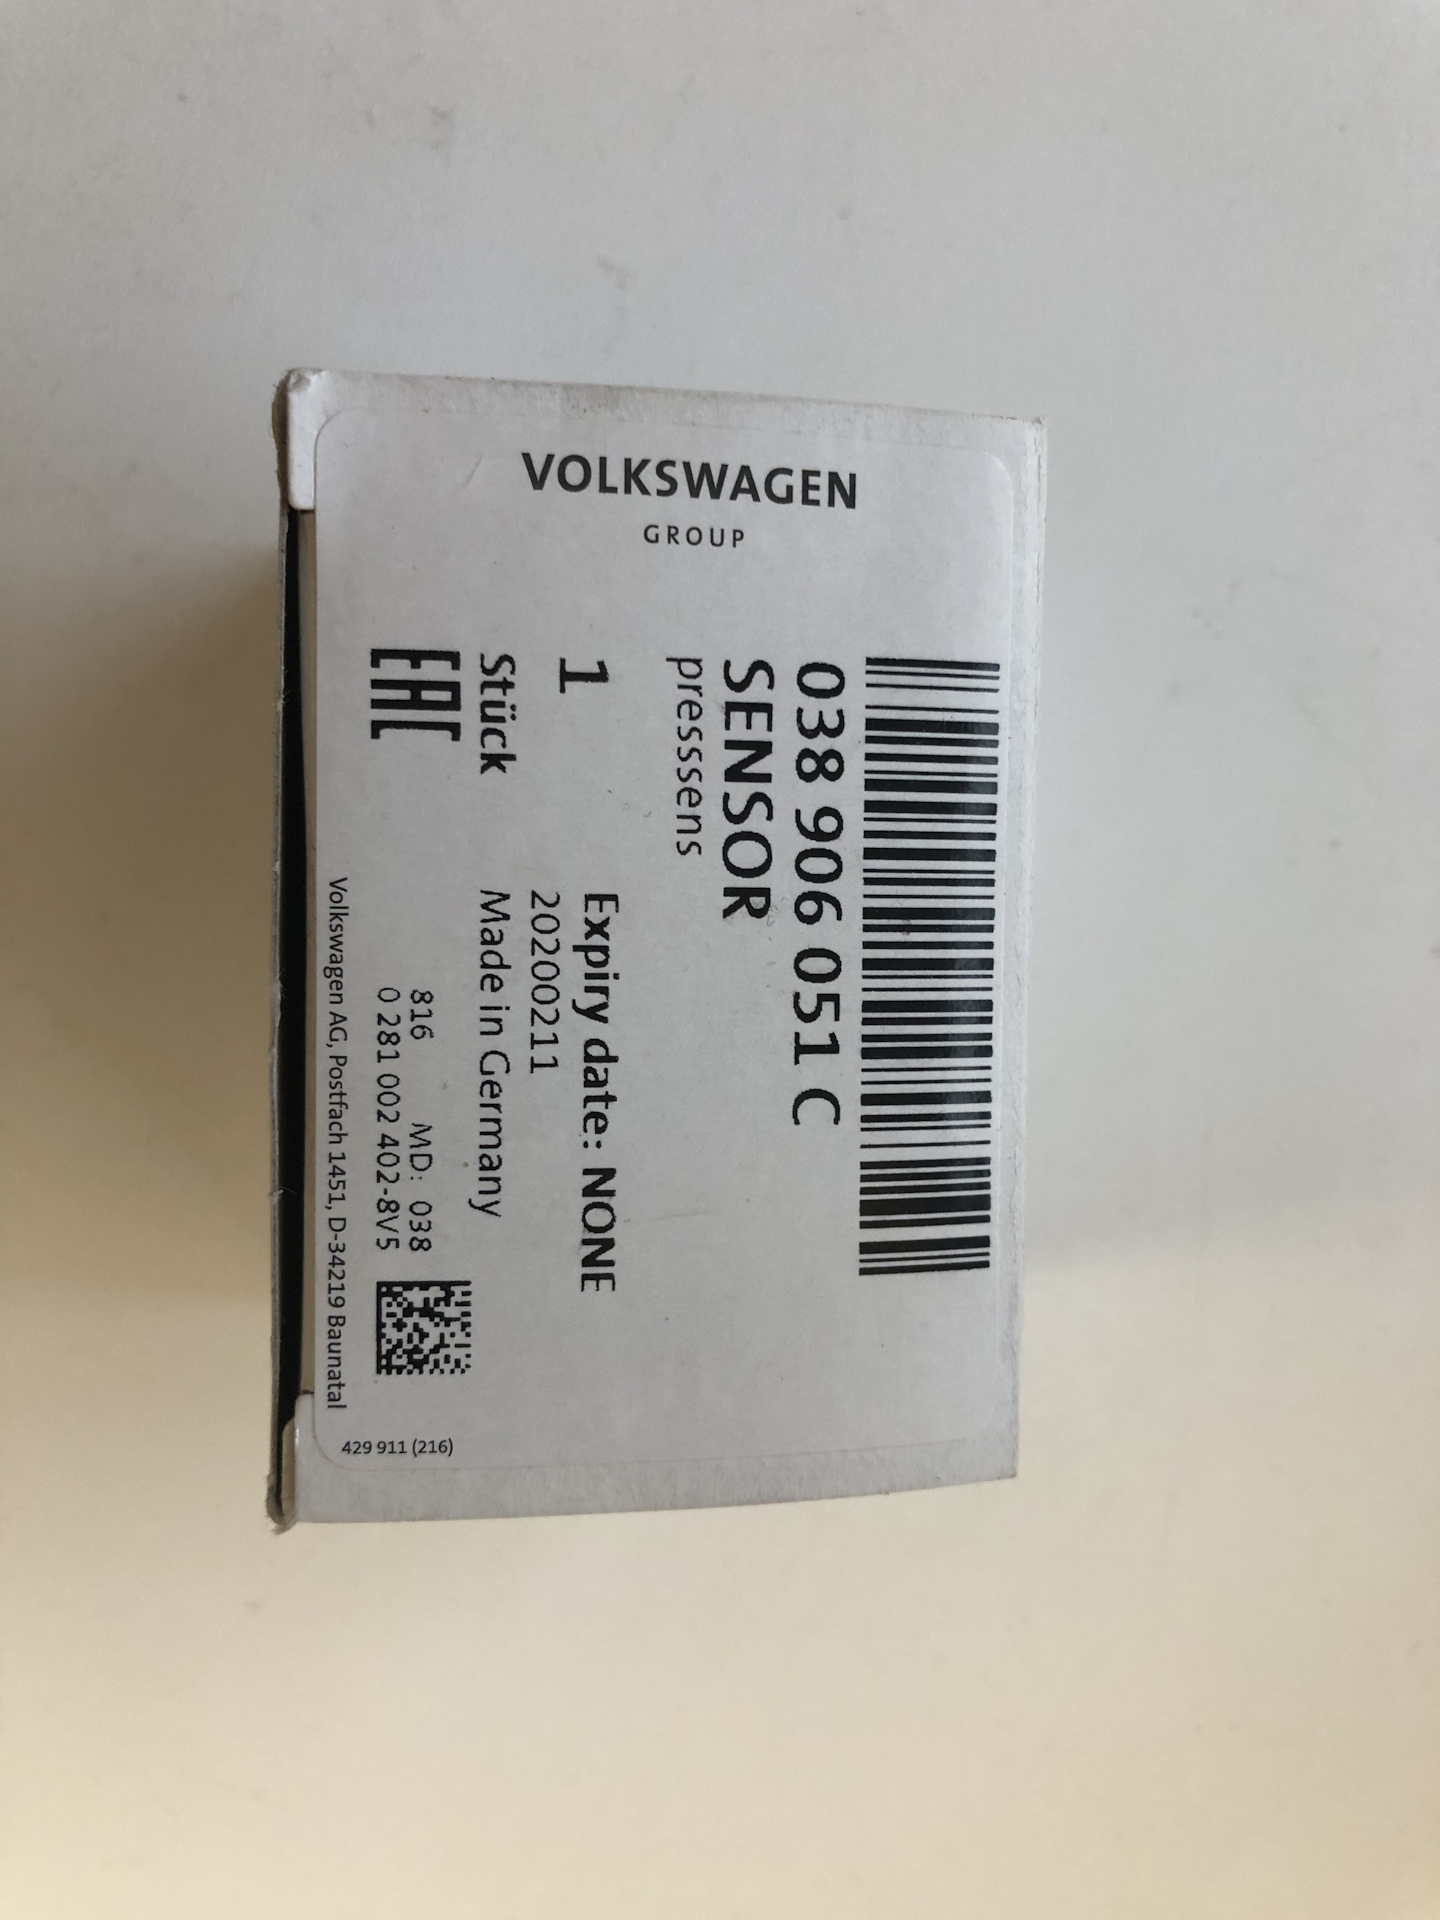 VOLKSWAGEN
GROUP
038 906 051 C
SENSOR
presssens
1
Expiry date: NONE
20200211
Stück
Made in Germany
EAC
816 MD: 038
0 281 002 402-8V5
Volkswagen AG, Postfach 1451, D-34219 Baunatal
429 911 (216)